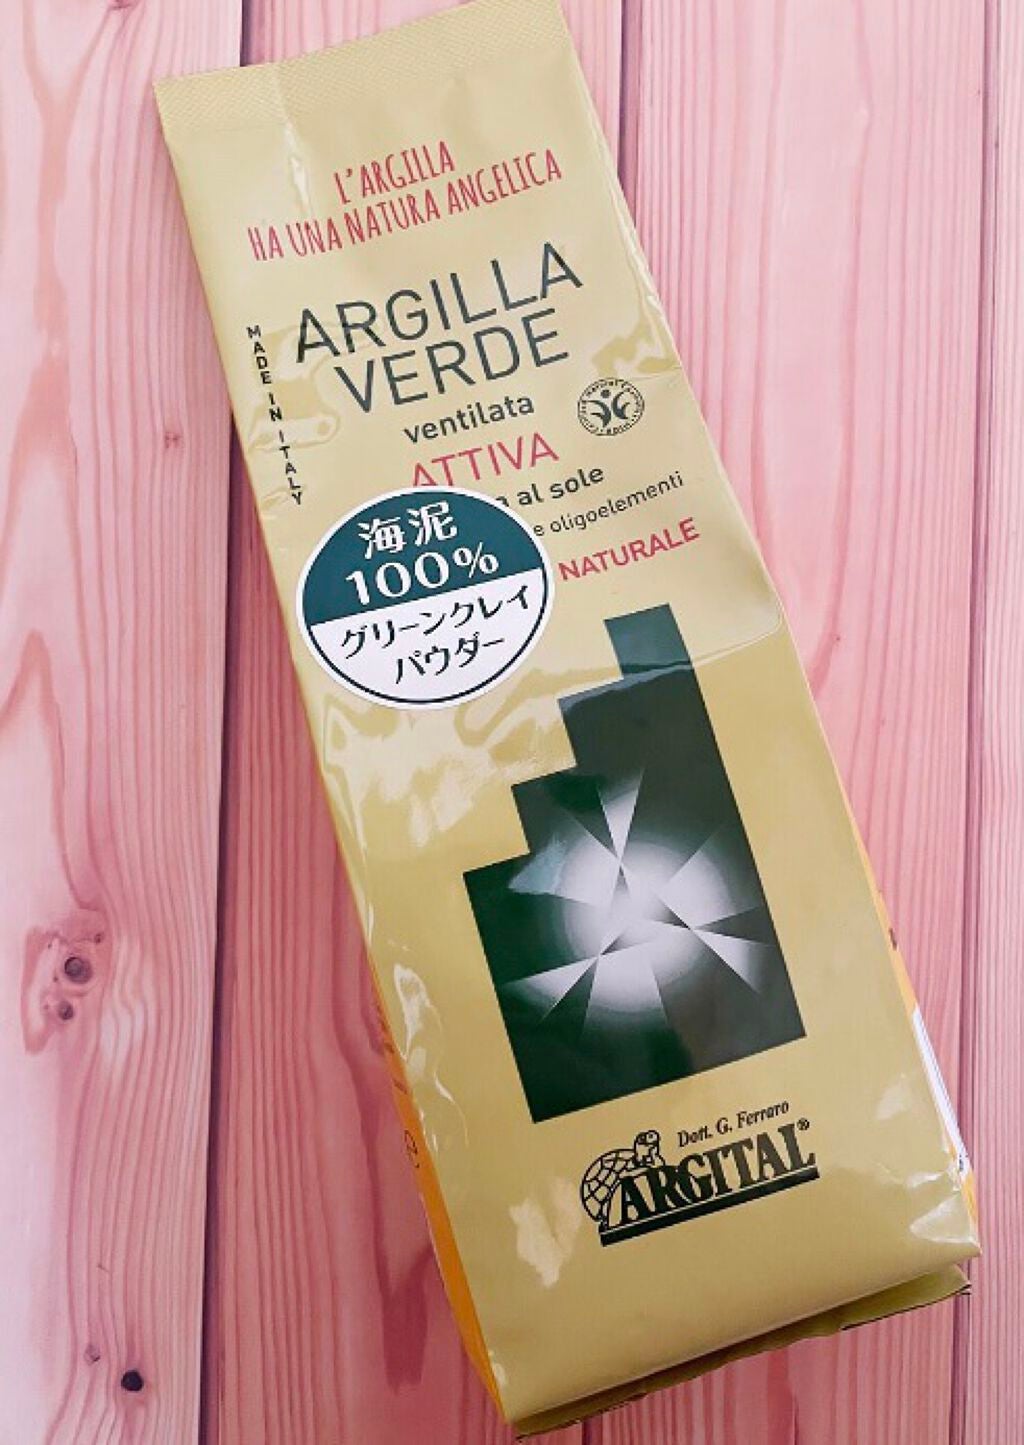 L'ARGILLA
HA UNA NATURA ANGELICA
MADE IN ITALY
ARGILLA
VERDE
ventilata
ATTIVA
al sole
e oligoelementi
NATURALE
海泥
100%
グリーンクレイ
パウダー
Dott. G. Ferraro
ARGITAL®